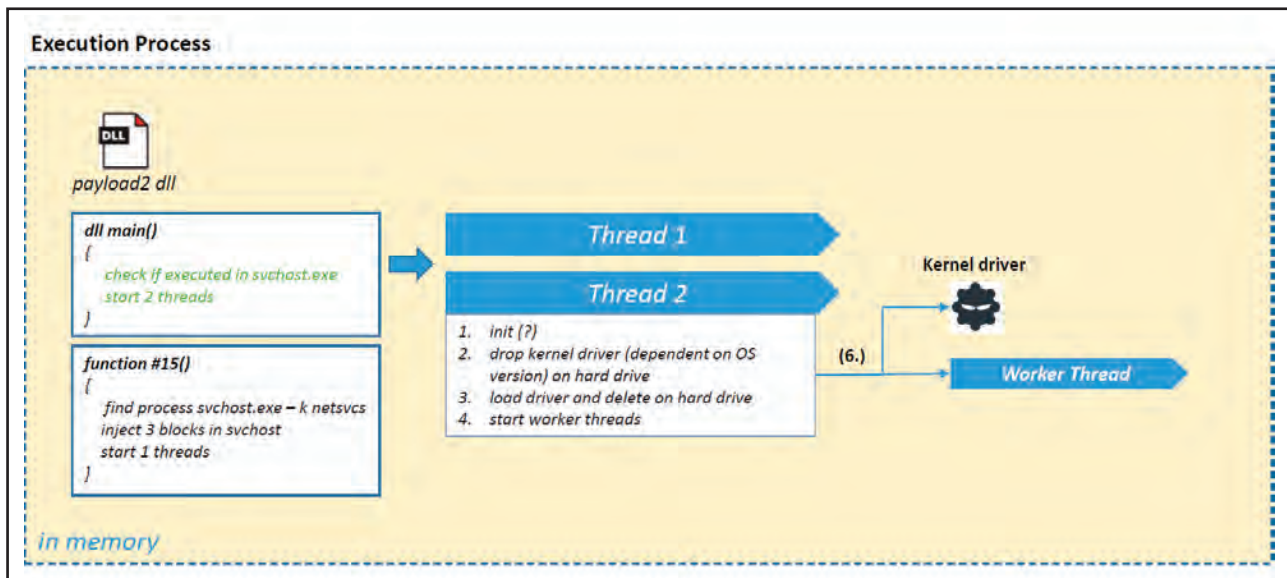 Execution Process
DLL
payload2 dll
dll main()
{
check if executed in svchost.exe
start 2 threads
}
function #15()
{
find process svchost.exe – k netsvcs
inject 3 blocks in svchost
start 1 threads
}
Thread 1
Thread 2
1. init (?)
2. drop kernel driver (dependent on OS
version) on hard drive
3. load driver and delete on hard drive
4. start worker threads
(6.)
Kernel driver
Worker Thread
in memory